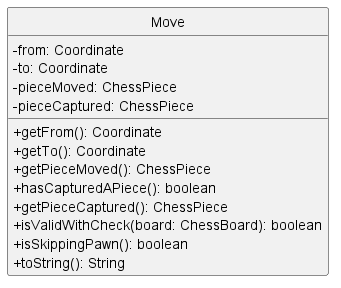 Move
-from: Coordinate
-to: Coordinate
-pieceMoved: ChessPiece
-pieceCaptured: ChessPiece
+getFrom(): Coordinate
+getTo(): Coordinate
+getPieceMoved(): ChessPiece
+hasCapturedAPiece(): boolean
+getPieceCaptured(): ChessPiece
+isValidWithCheck(board: ChessBoard): boolean
+isSkippingPawn(): boolean
+toString(): String